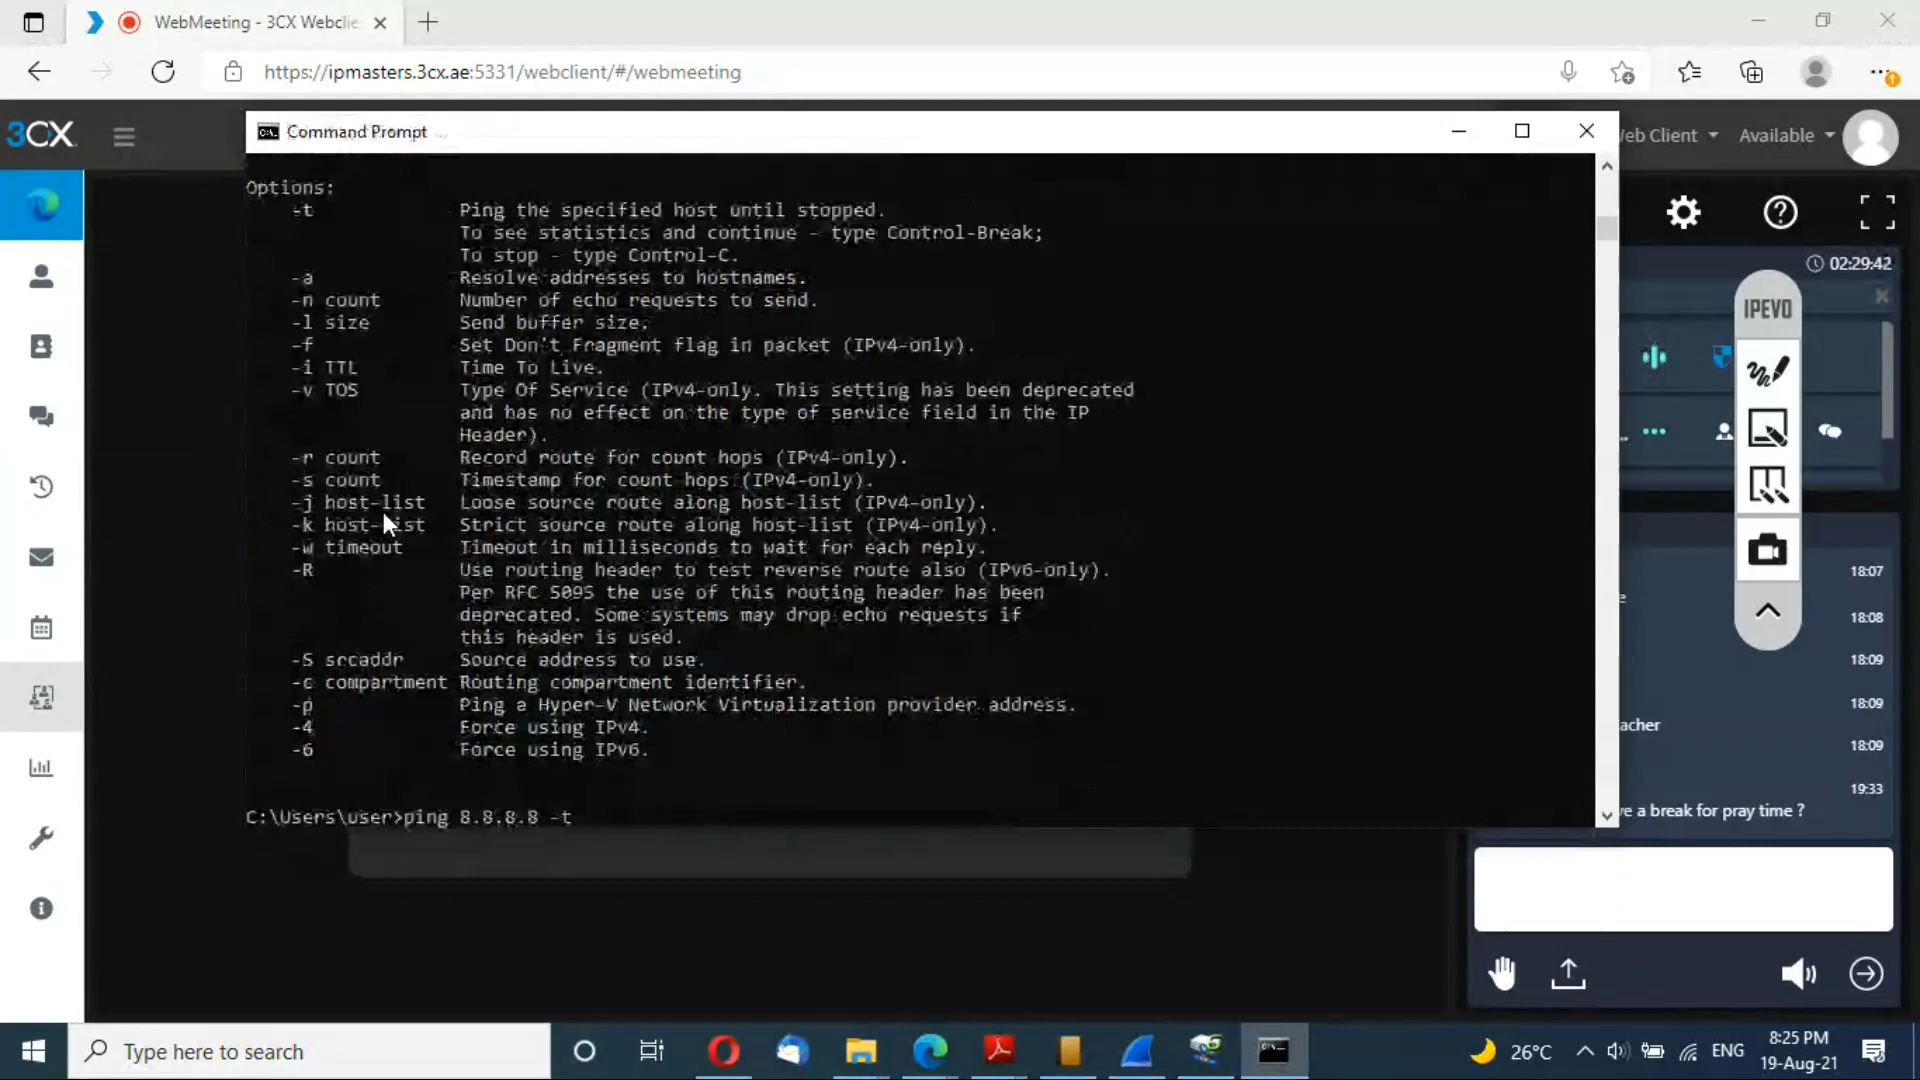 WebMeeting - 3CX Webclie
https://ipmasters.3cx.ae:5331/webclient/#/webmeeting
3CX
Command Prompt
Web Client
Available
Options:
-t Ping the specified host until stopped.
To see statistics and continue - type Control-Break;
To stop - type Control-C.
-a Resolve addresses to hostnames.
-n count Number of echo requests to send.
-l size Send buffer size.
-f Set Don't Fragment flag in packet (IPv4-only).
-i TTL Time To Live.
-v TOS Type Of Service (IPv4-only. This setting has been deprecated
and has no effect on the type of service field in the IP
Header).
-r count Record route for count hops (IPv4-only).
-s count Timestamp for count hops (IPv4-only).
-j host-list Loose source route along host-list (IPv4-only).
-k host-list Strict source route along host-list (IPv4-only).
-w timeout Timeout in milliseconds to wait for each reply.
-R Use routing header to test reverse route also (IPv6-only).
Per RFC 5095 the use of this routing header has been
deprecated. Some systems may drop echo requests if
this header is used.
-S srcaddr Source address to use.
-c compartment Routing compartment identifier.
-p Ping a Hyper-V Network Virtualization provider address.
-4 Force using IPv4.
-6 Force using IPv6.
C:\Users\user>ping 8.8.8.8 -t
02:29:42
IPEVO
18:07
e
18:08
18:09
18:09
acher
18:09
19:33
ve a break for pray time ?
Type here to search
26°C
ENG
8:25 PM
19-Aug-21